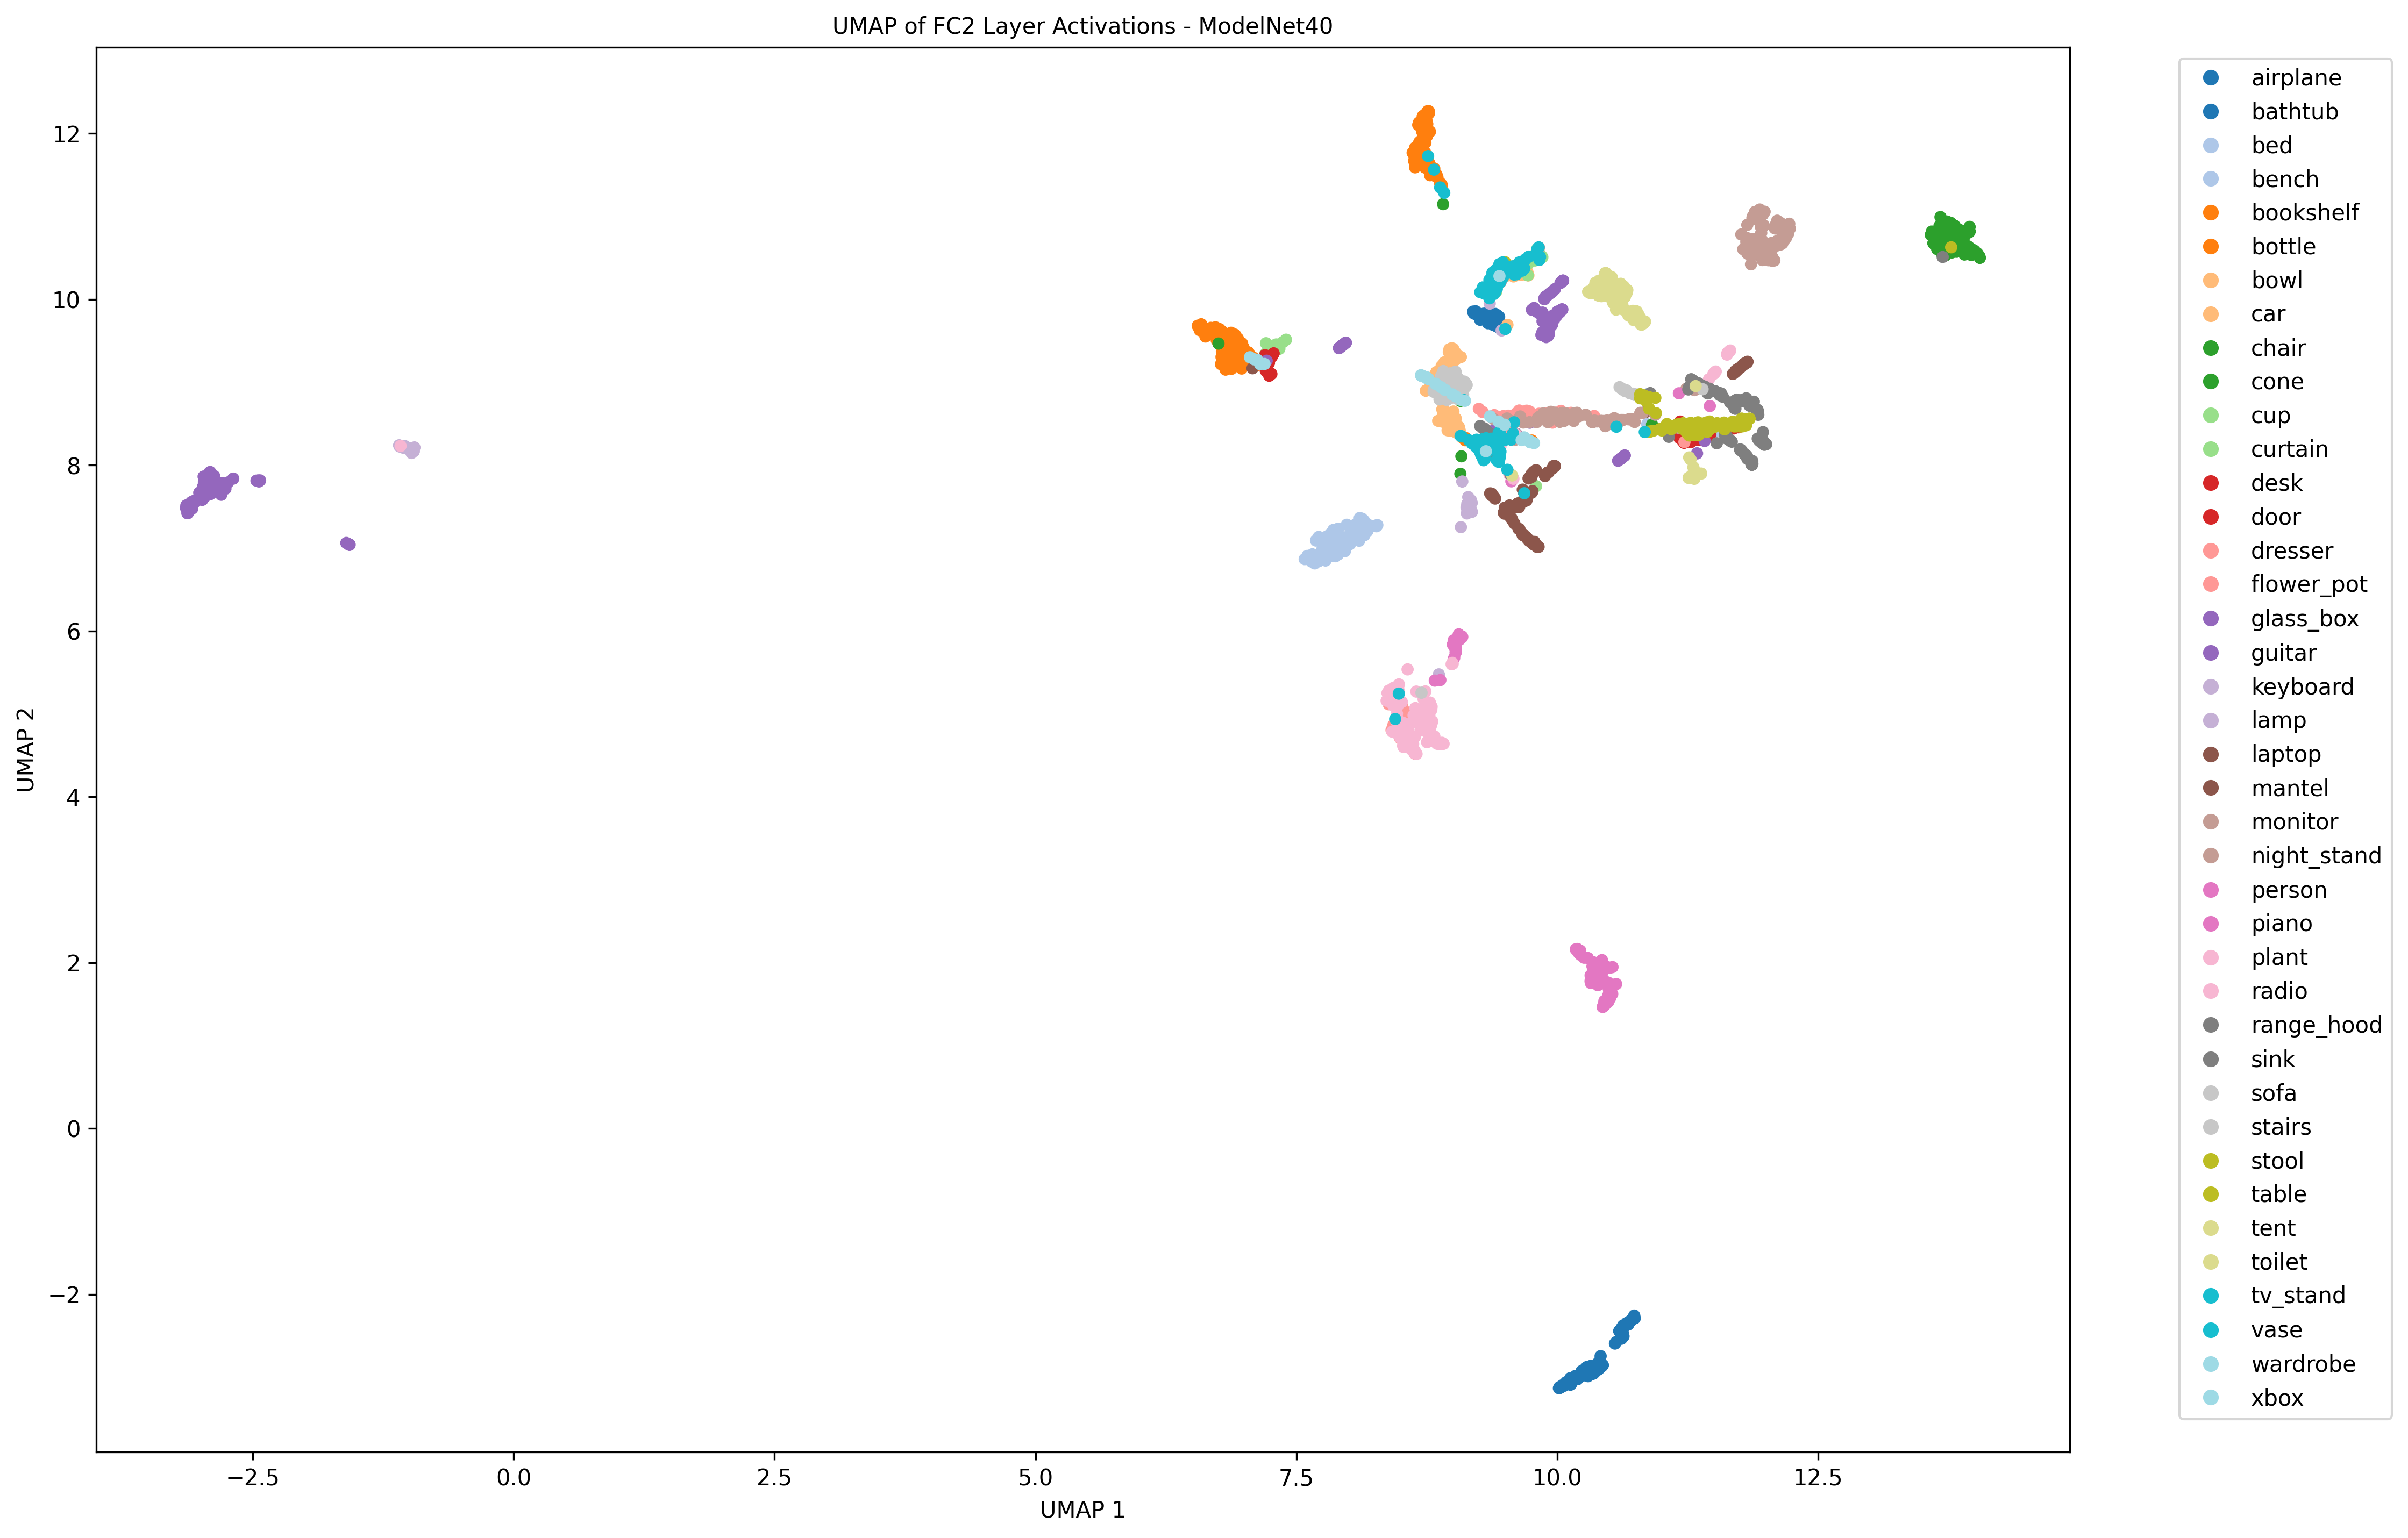 UMAP of FC2 Layer Activations - ModelNet40
12
10
8
6
4
2
0
−2
UMAP 2
−2.5
0.0
2.5
5.0
7.5
10.0
12.5
UMAP 1
airplane
bathtub
bed
bench
bookshelf
bottle
bowl
car
chair
cone
cup
curtain
desk
door
dresser
flower_pot
glass_box
guitar
keyboard
lamp
laptop
mantel
monitor
night_stand
person
piano
plant
radio
range_hood
sink
sofa
stairs
stool
table
tent
toilet
tv_stand
vase
wardrobe
xbox